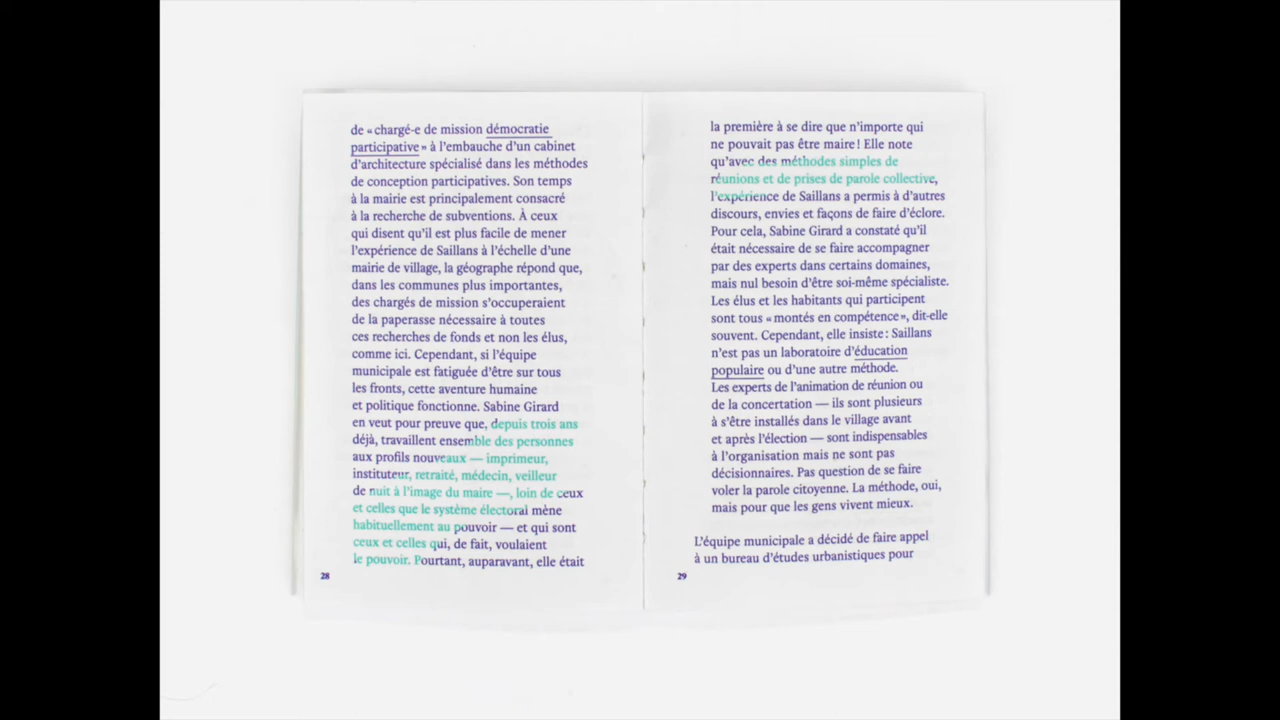 de « chargé-e de mission démocratie
participative » à l'embauche d'un cabinet
d'architecture spécialisé dans les méthodes
de conception participatives. Son temps
à la mairie est principalement consacré
à la recherche de subventions. À ceux
qui disent qu'il est plus facile de mener
l'expérience de Saillans à l'échelle d'une
mairie de village, la géographe répond que,
dans les communes plus importantes,
des chargés de mission s'occuperaient
de la paperasse nécessaire à toutes
ces recherches de fonds et non les élus,
comme ici. Cependant, si l'équipe
municipale est fatiguée d'être sur tous
les fronts, cette aventure humaine
et politique fonctionne. Sabine Girard
en veut pour preuve que, depuis trois ans
déjà, travaillent ensemble des personnes
aux profils nouveaux — imprimeur,
instituteur, retraité, médecin, veilleur
de nuit à l'image du maire —, loin de ceux
et celles que le système électoral mène
habituellement au pouvoir — et qui sont
ceux et celles qui, de fait, voulaient
le pouvoir. Pourtant, auparavant, elle était
28
la première à se dire que n'importe qui
ne pouvait pas être maire ! Elle note
qu'avec des méthodes simples de
réunions et de prises de parole collective,
l'expérience de Saillans a permis à d'autres
discours, envies et façons de faire d'éclore.
Pour cela, Sabine Girard a constaté qu'il
était nécessaire de se faire accompagner
par des experts dans certains domaines,
mais nul besoin d'être soi-même spécialiste.
Les élus et les habitants qui participent
sont tous « montés en compétence », dit-elle
souvent. Cependant, elle insiste : Saillans
n'est pas un laboratoire d'éducation
populaire ou d'une autre méthode.
Les experts de l'animation de réunion ou
de la concertation — ils sont plusieurs
à s'être installés dans le village avant
et après l'élection — sont indispensables
à l'organisation mais ne sont pas
décisionnaires. Pas question de se faire
voler la parole citoyenne. La méthode, oui,
mais pour que les gens vivent mieux.
L'équipe municipale a décidé de faire appel
à un bureau d'études urbanistiques pour
29